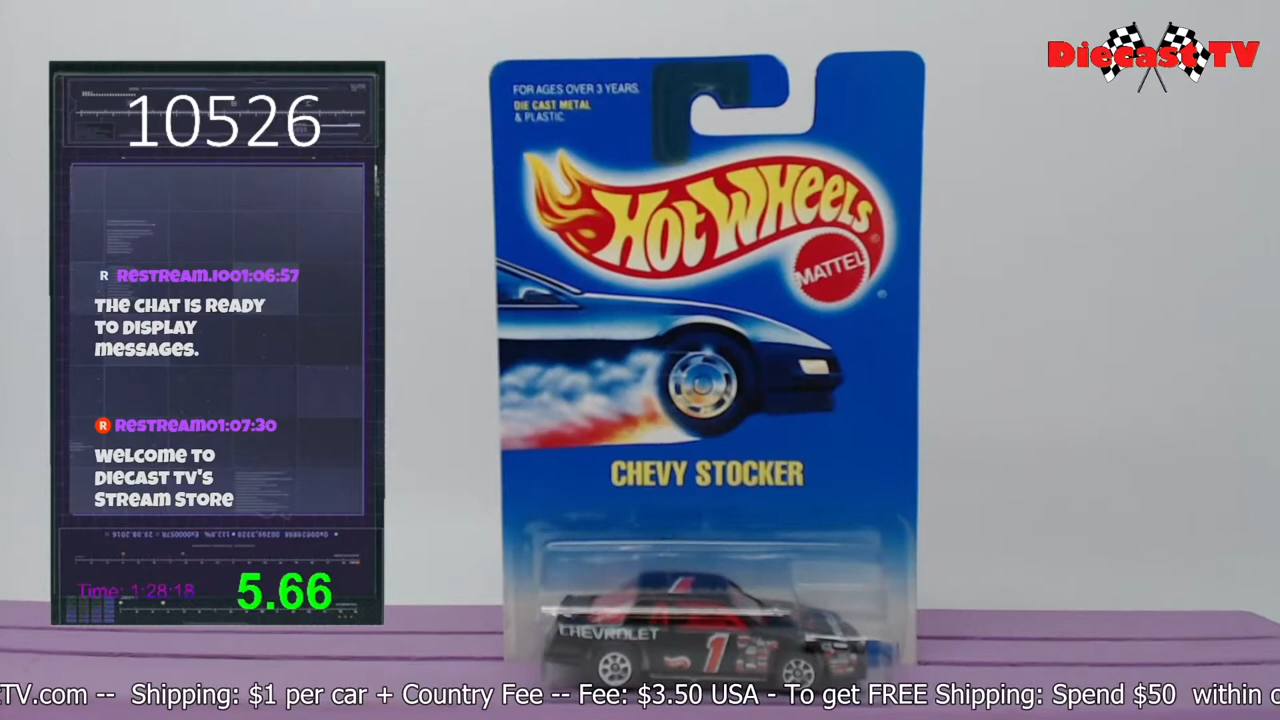 Diecast TV
10526
Restream.io01:06:57
The chat is ready
to display
messages.
Restream01:07:30
Welcome to
Diecast TV's
Stream Store
Time: 1:28:18
5.66
FOR AGES OVER 3 YEARS.
DIE CAST METAL
& PLASTIC
HOT WHEELS
®
MATTEL
®
CHEVY STOCKER
CHEVROLET
1
TV.com -- Shipping: $1 per car + Country Fee -- Fee: $3.50 USA - To get FREE Shipping: Spend $50 within